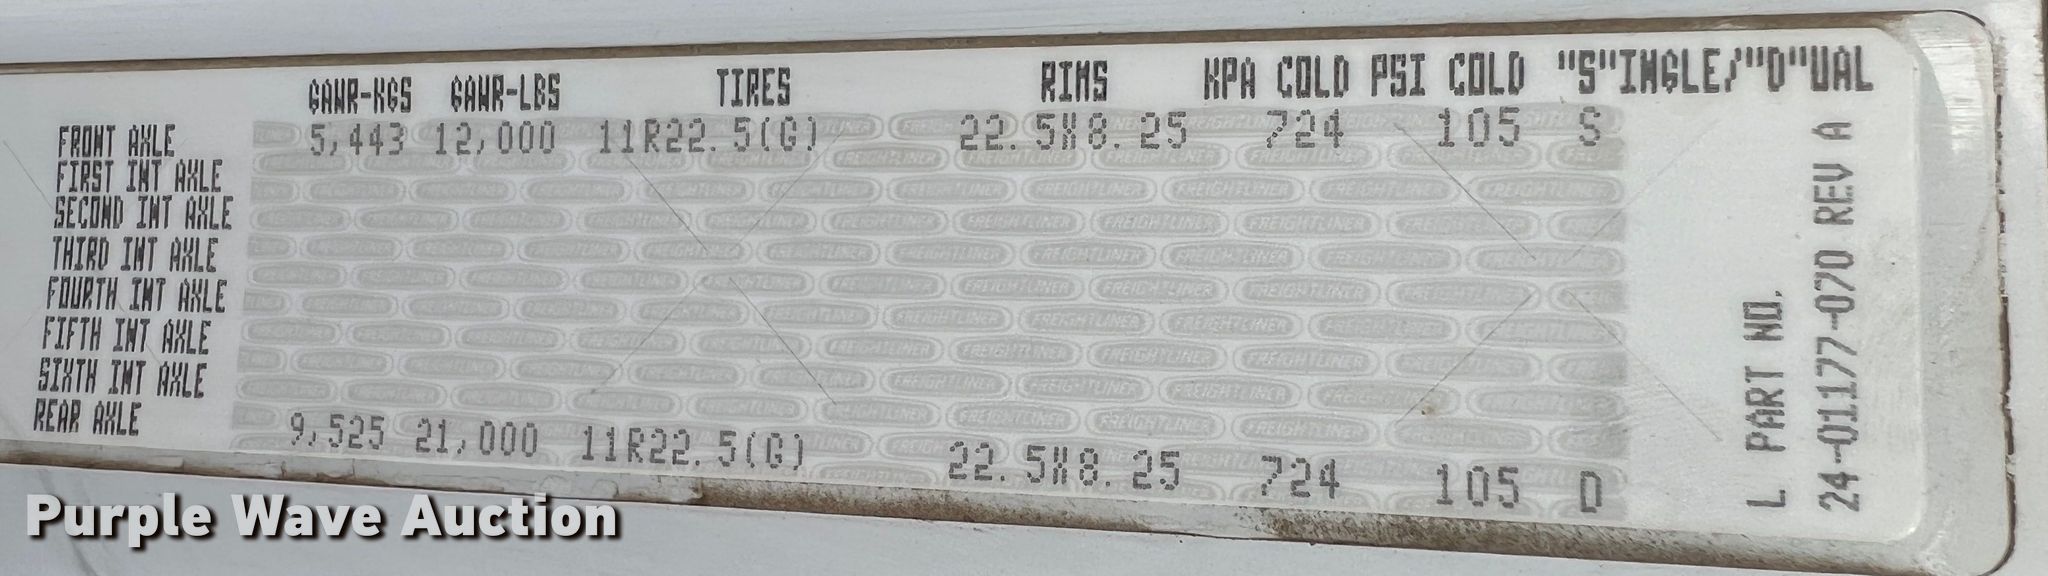 GAWR-KGS GAWR-LBS TIRES RIMS KPA COLD PSI COLD "S"INGLE/"D"UAL
FRONT AXLE 5,443 12,000 11R22.5(G) 22.5X8.25 724 105 S
FIRST INT AXLE
SECOND INT AXLE
THIRD INT AXLE
FOURTH INT AXLE
FIFTH INT AXLE
SIXTH INT AXLE
REAR AXLE 9,525 21,000 11R22.5(G) 22.5X8.25 724 105 D
L PART NO.
24-01177-070 REV A
Purple Wave Auction